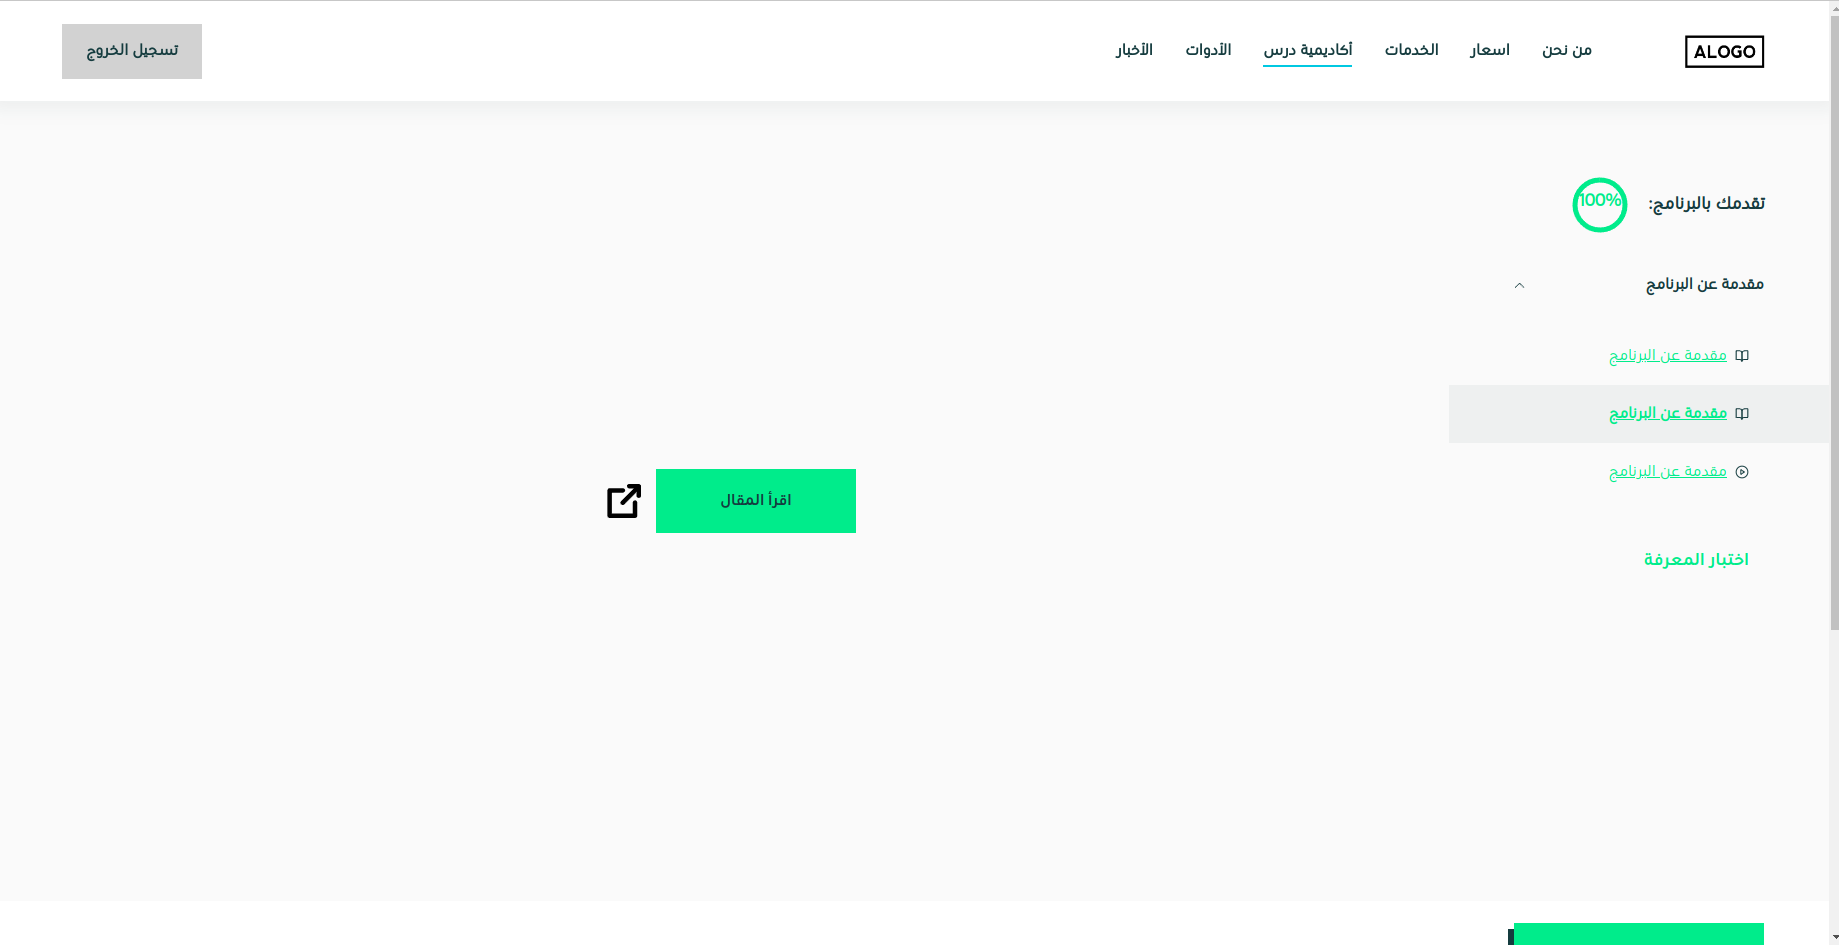 ALOGO
من نحن
اسعار
الخدمات
أكاديمية درس
الأدوات
الأخبار
تسجيل الخروج
تقدمك بالبرنامج:
100%
مقدمة عن البرنامج
مقدمة عن البرنامج
مقدمة عن البرنامج
مقدمة عن البرنامج
اختبار المعرفة
اقرأ المقال